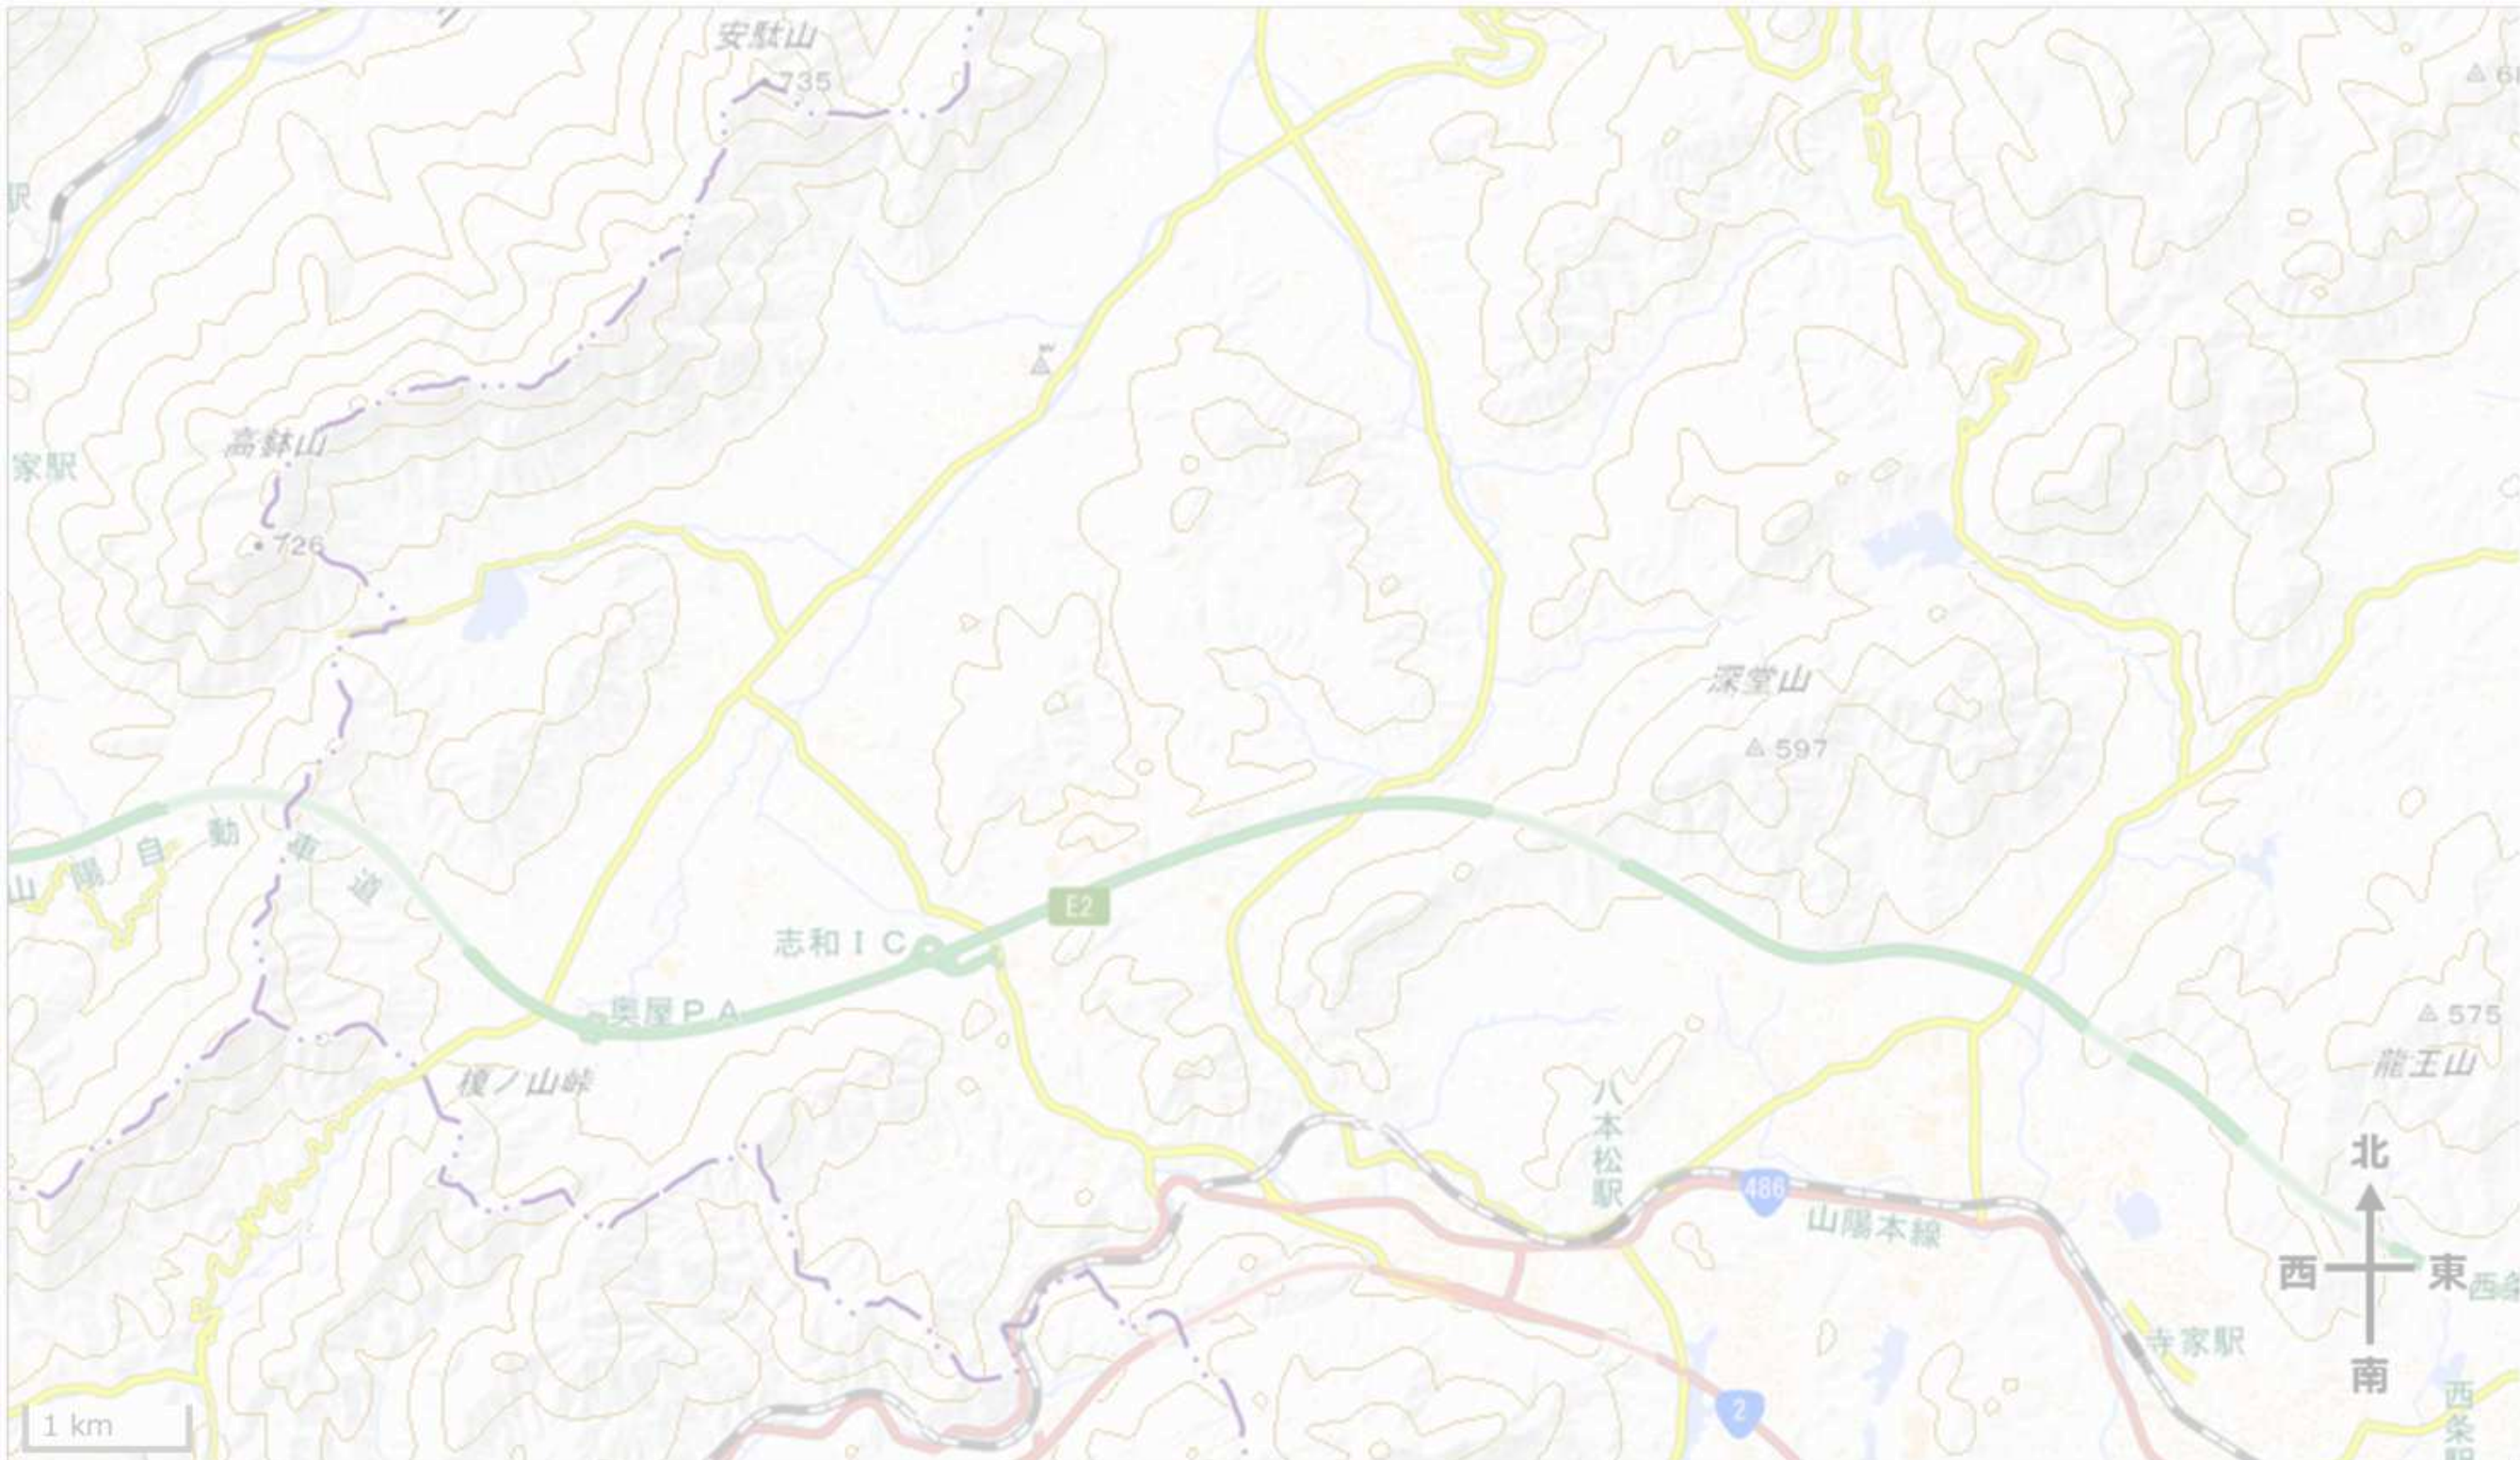 安駄山
735
駅
高鉢山
家駅
726
深堂山
597
山陽自動車道
E2
志和IC
奥屋PA
575
龍王山
榎ノ山峠
八本松駅
486
山陽本線
北
西
東
南
寺家駅
2
西条駅
1 km